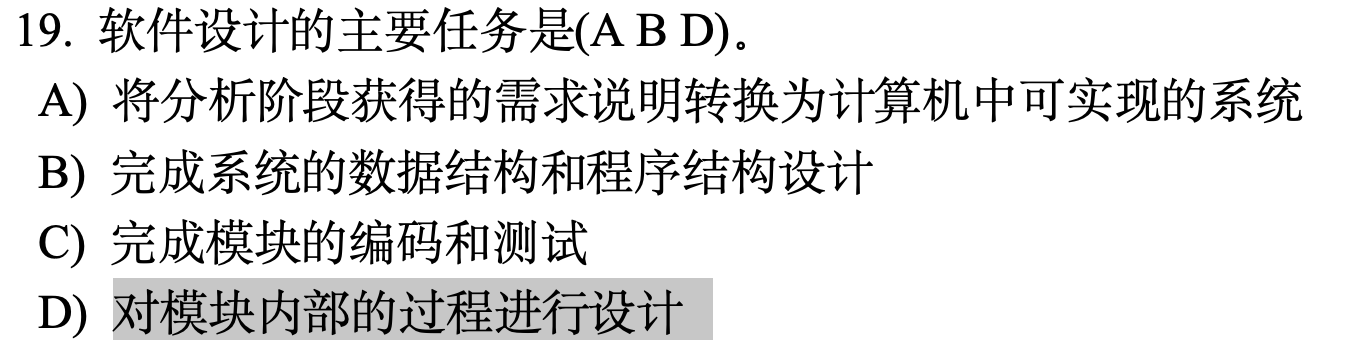 19. 软件设计的主要任务是(A B D)。
A) 将分析阶段获得的需求说明转换为计算机中可实现的系统
B) 完成系统的数据结构和程序结构设计
C) 完成模块的编码和测试
D) 对模块内部的过程进行设计